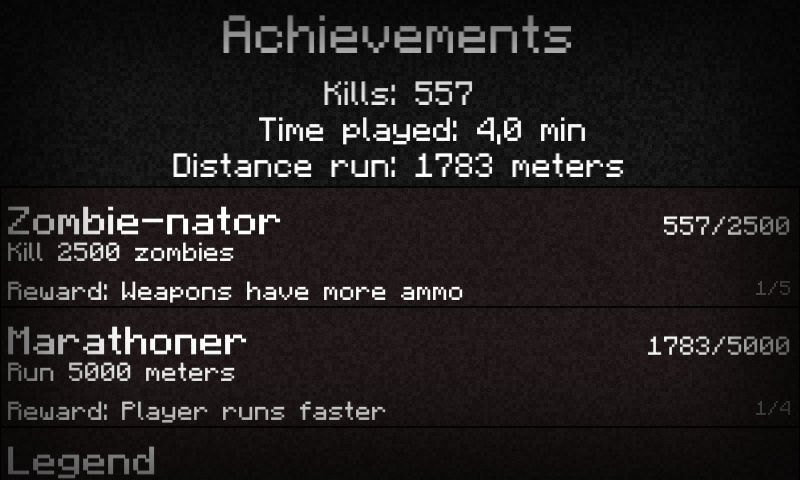 Achievements
Kills: 557
Time played: 4,0 min
Distance run: 1783 meters
Zombie-nator 557/2500
Kill 2500 zombies
Reward: Weapons have more ammo 1/5
Marathoner 1783/5000
Run 5000 meters
Reward: Player runs faster 1/4
Legend